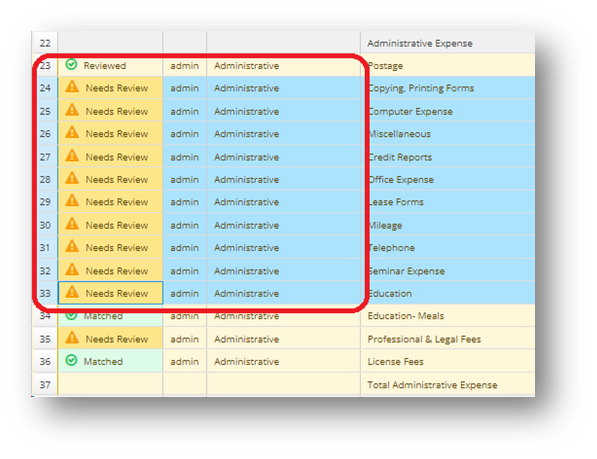 22 Administrative Expense
23 Reviewed admin Administrative Postage
24 Needs Review admin Administrative Copying, Printing Forms
25 Needs Review admin Administrative Computer Expense
26 Needs Review admin Administrative Miscellaneous
27 Needs Review admin Administrative Credit Reports
28 Needs Review admin Administrative Office Expense
29 Needs Review admin Administrative Lease Forms
30 Needs Review admin Administrative Mileage
31 Needs Review admin Administrative Telephone
32 Needs Review admin Administrative Seminar Expense
33 Needs Review admin Administrative Education
34 Matched admin Administrative Education- Meals
35 Needs Review admin Administrative Professional & Legal Fees
36 Matched admin Administrative License Fees
37 Total Administrative Expense